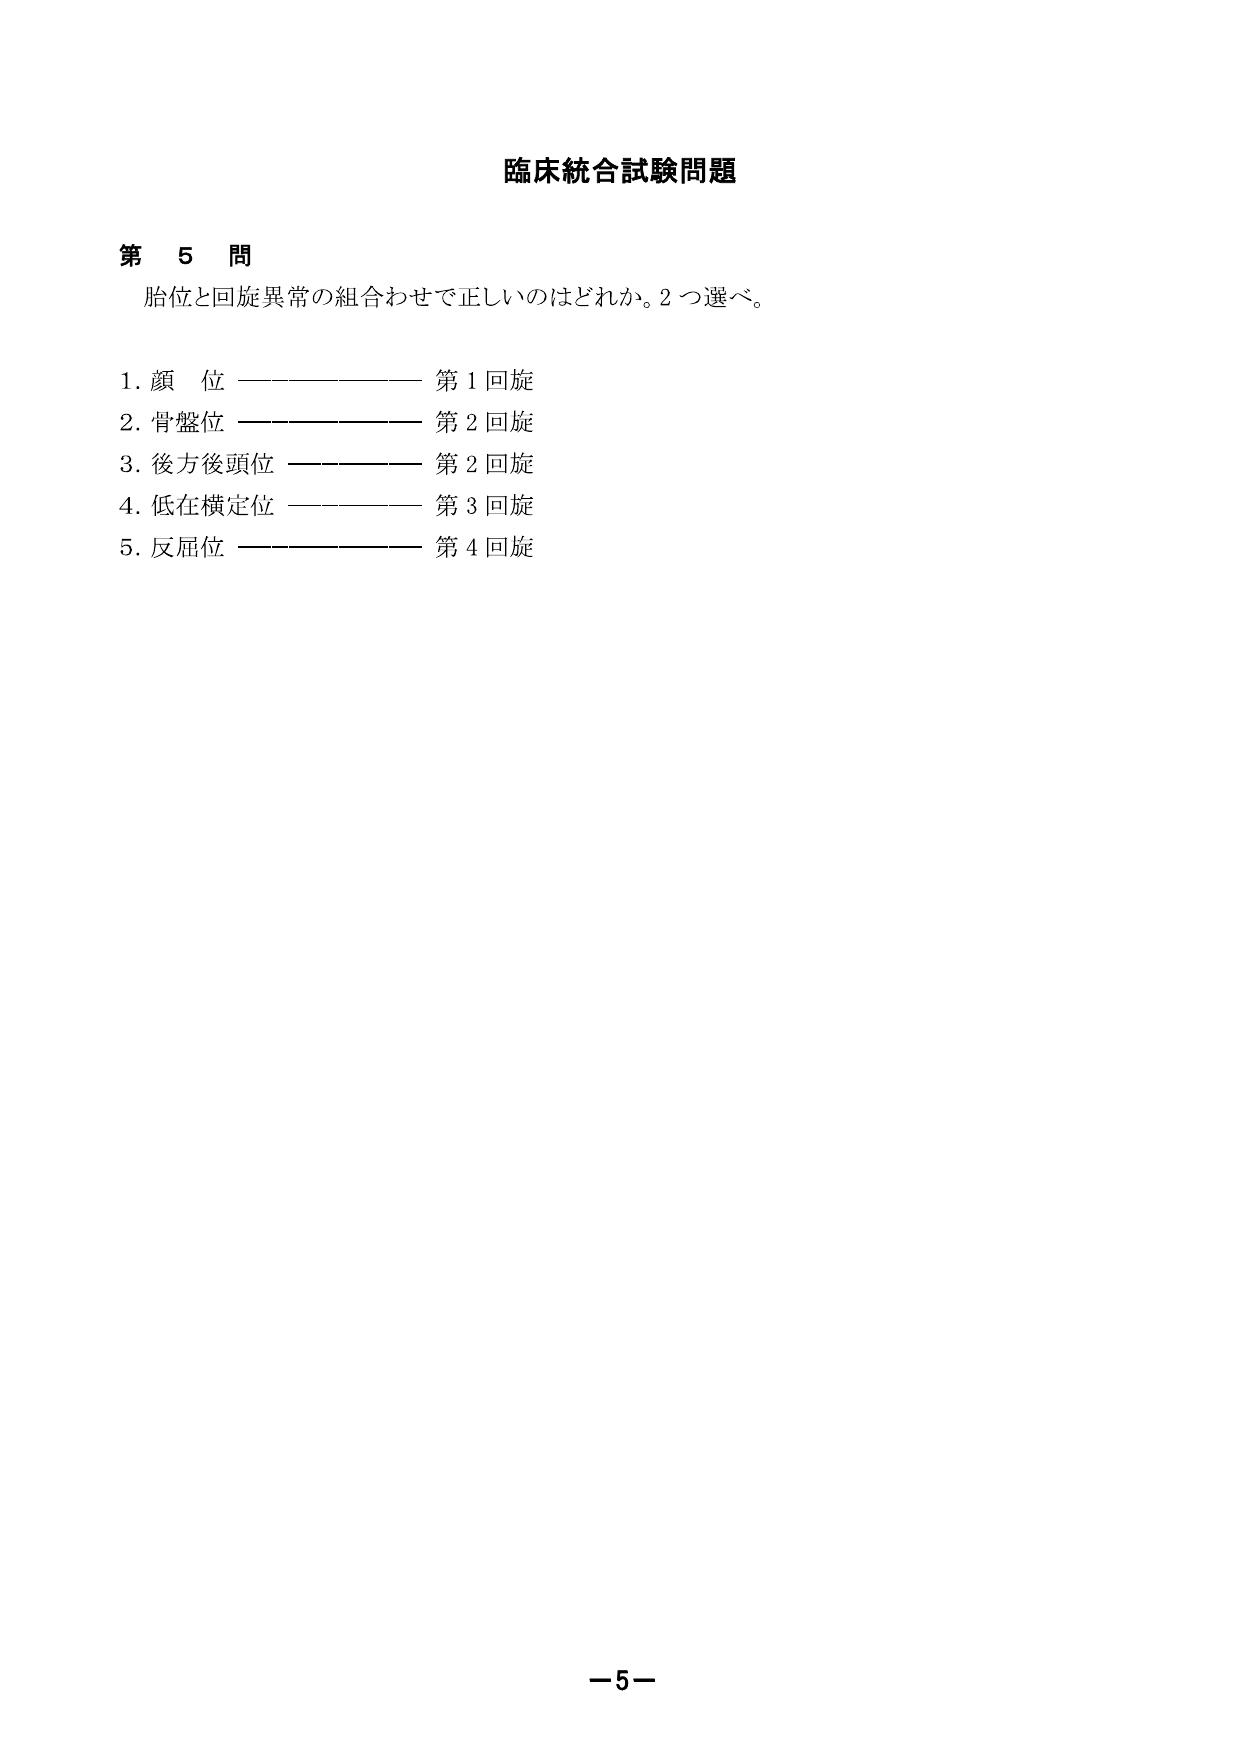 臨床統合試験問題
第　5　問
胎位と回旋異常の組合わせで正しいのはどれか。2つ選べ。
1. 顔　位 ――――――― 第1回旋
2. 骨盤位 ――――――― 第2回旋
3. 後方後頭位 ――――― 第2回旋
4. 低在横定位 ――――― 第3回旋
5. 反屈位 ――――――― 第4回旋
―5―